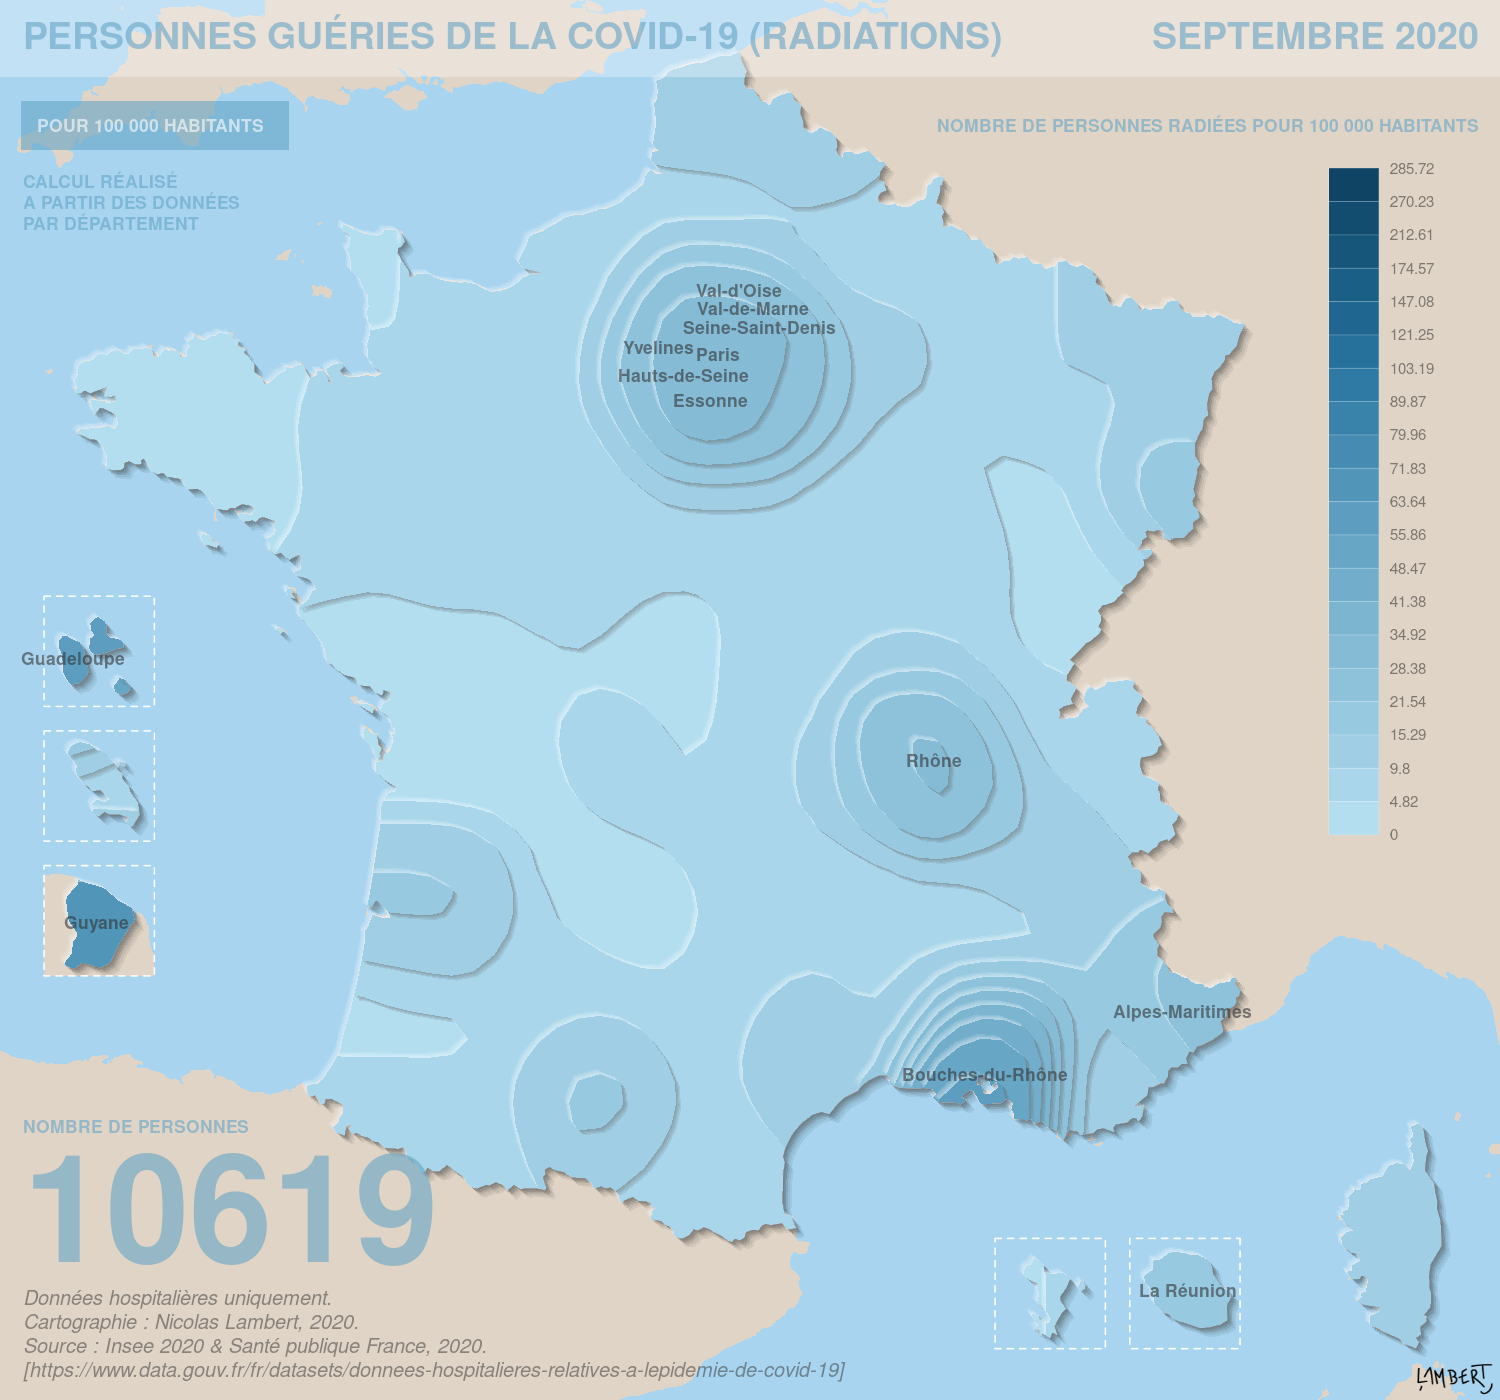 PERSONNES GUÉRIES DE LA COVID-19 (RADIATIONS)
SEPTEMBRE 2020
POUR 100 000 HABITANTS
CALCUL RÉALISÉ
A PARTIR DES DONNÉES
PAR DÉPARTEMENT
NOMBRE DE PERSONNES RADIÉES POUR 100 000 HABITANTS
285.72
270.23
212.61
174.57
147.08
121.25
103.19
89.87
79.96
71.83
63.64
55.86
48.47
41.38
34.92
28.38
21.54
15.29
9.8
4.82
0
Val-d'Oise
Val-de-Marne
Seine-Saint-Denis
Yvelines
Paris
Hauts-de-Seine
Essonne
Guadeloupe
Rhône
Guyane
Alpes-Maritimes
Bouches-du-Rhône
La Réunion
NOMBRE DE PERSONNES
10619
Données hospitalières uniquement.
Cartographie : Nicolas Lambert, 2020.
Source : Insee 2020 & Santé publique France, 2020.
[https://www.data.gouv.fr/fr/datasets/donnees-hospitalieres-relatives-a-lepidemie-de-covid-19]
LAMBERT